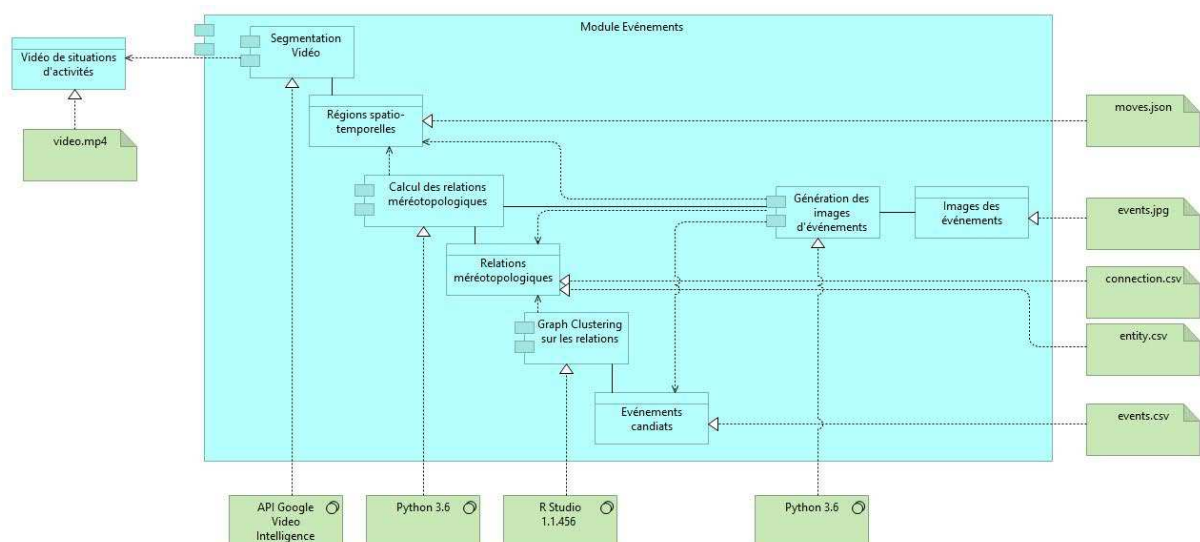 Module Evénements
Segmentation
Vidéo
Vidéo de situations
d'activités
video.mp4
Régions spatio-
temporelles
moves.json
Calcul des relations
méréotopologiques
Génération des
images
d'événements
Images des
événements
events.jpg
Relations
méréotopologiques
connection.csv
Graph Clustering
sur les relations
entity.csv
Evénements
candiats
events.csv
API Google
Video
Intelligence
Python 3.6
R Studio
1.1.456
Python 3.6